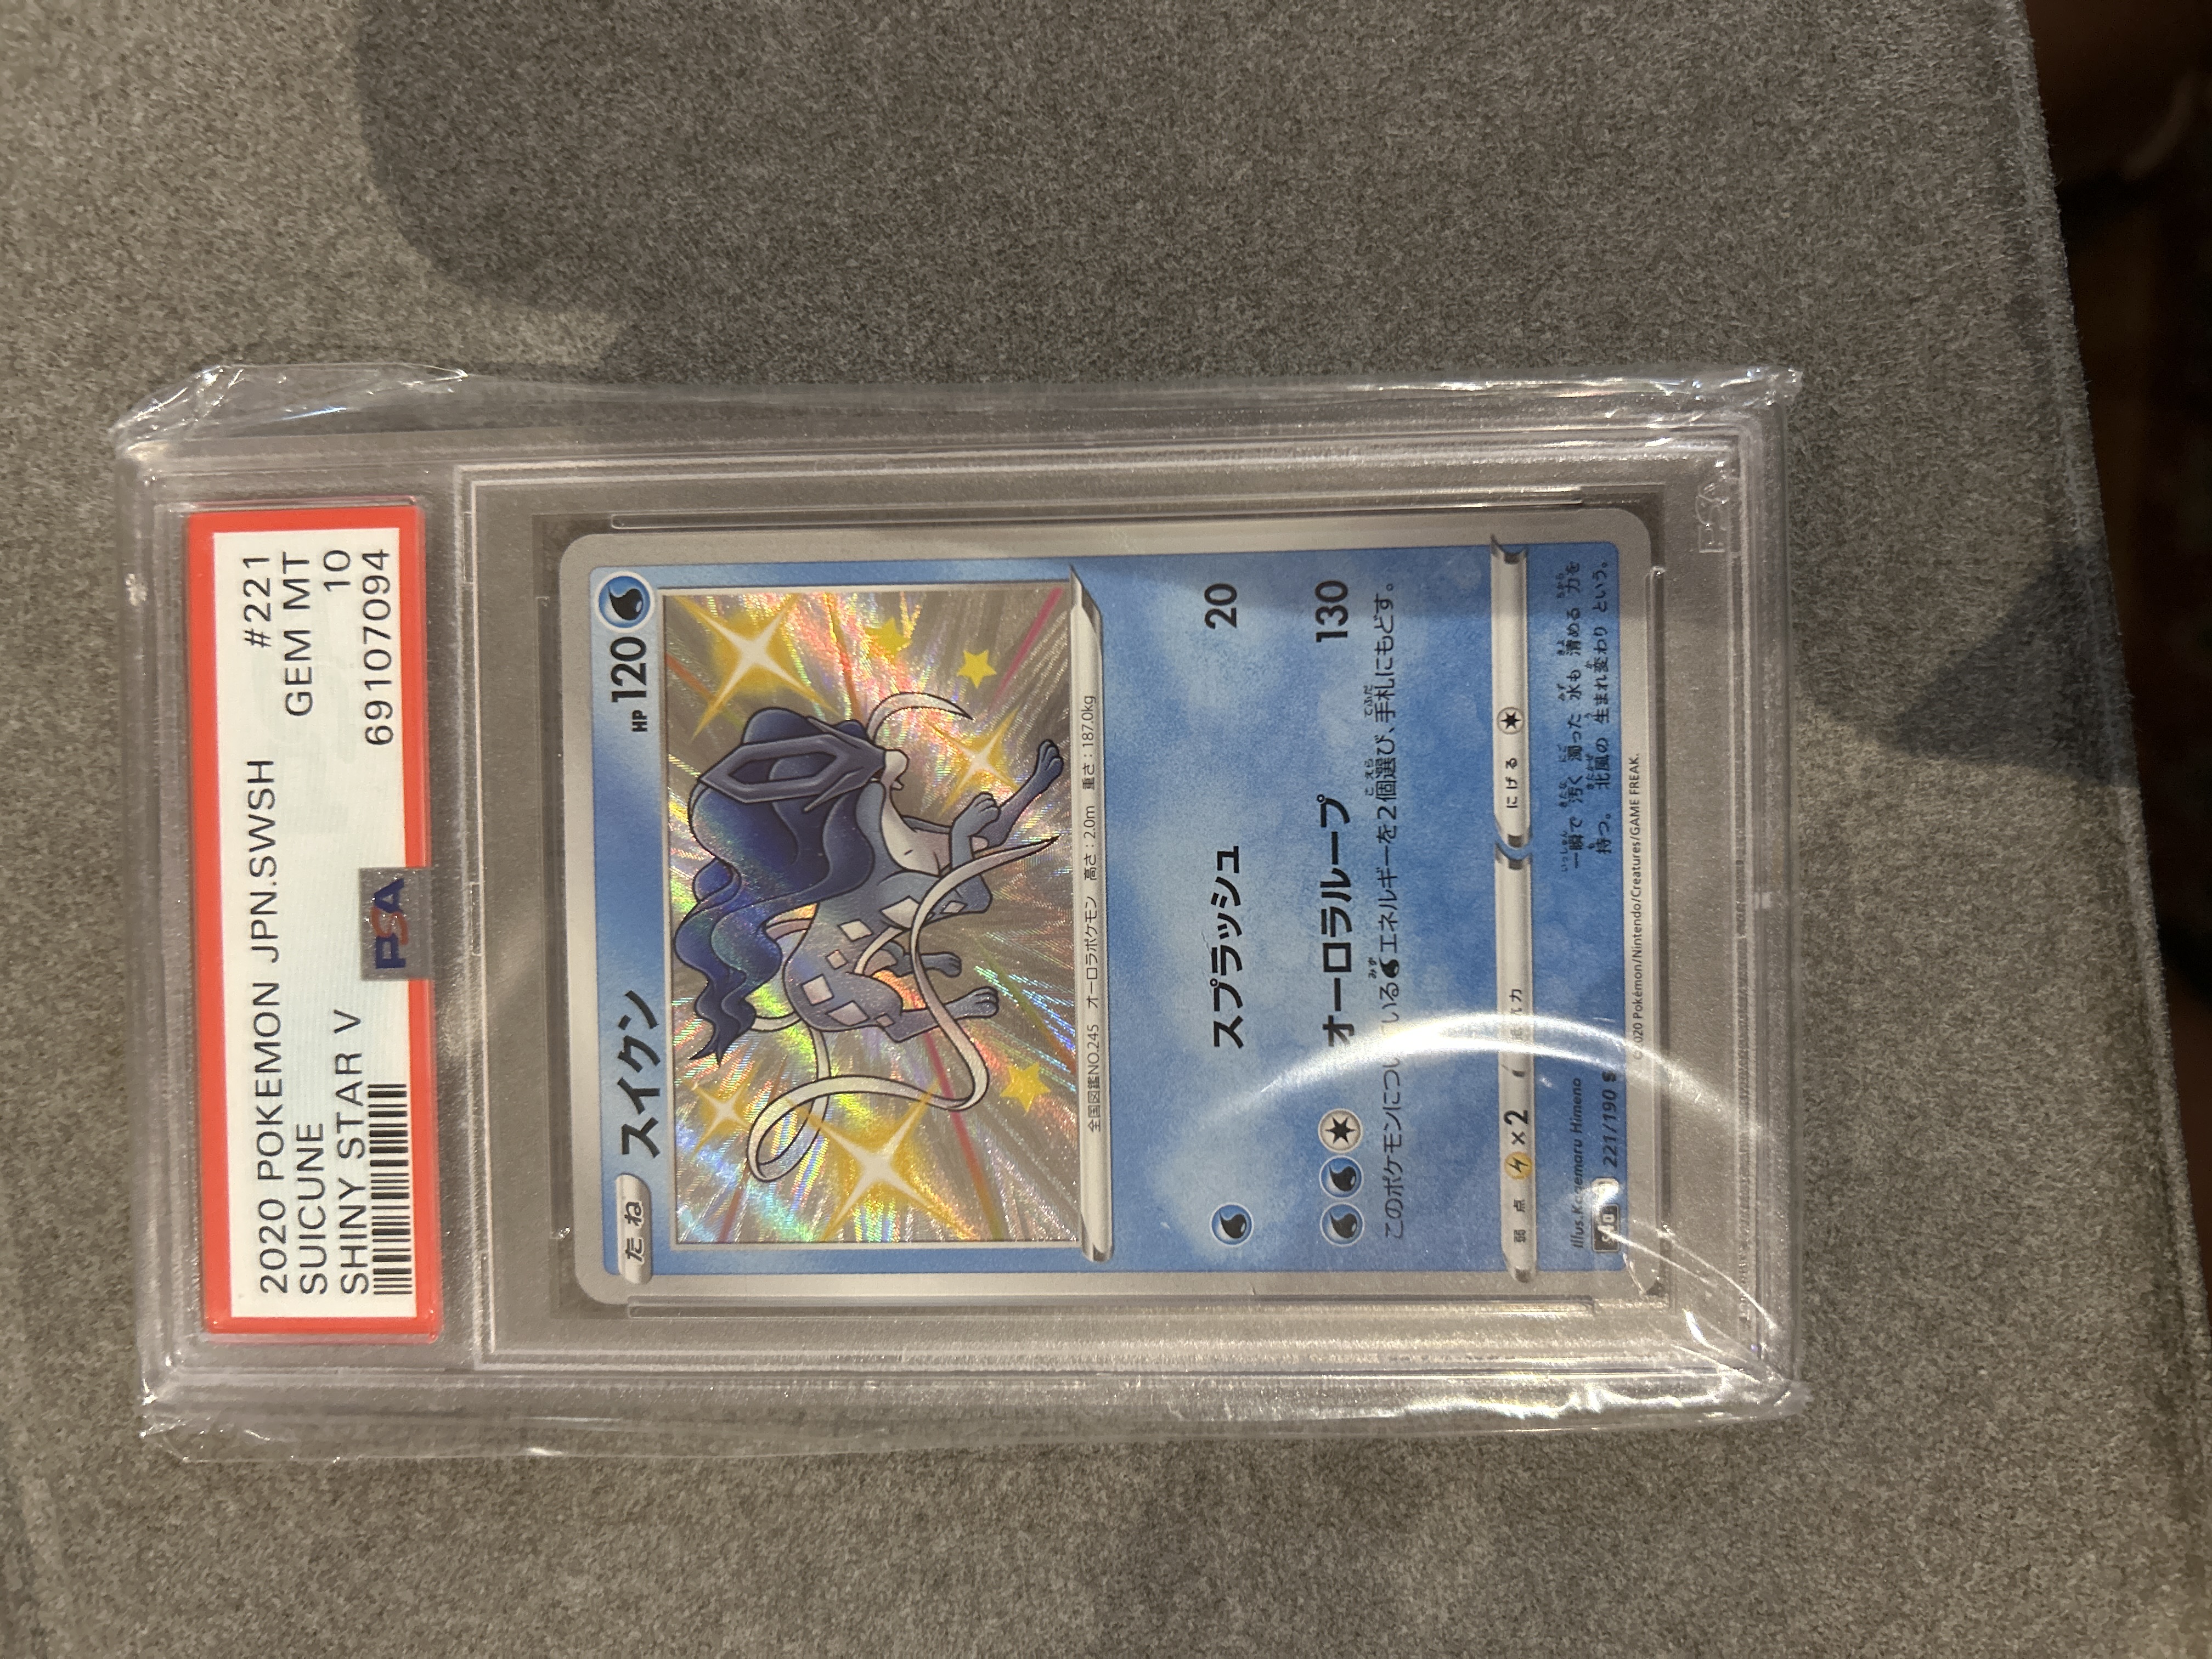 2020 POKEMON JPN.SWSH #221
SUICUNE GEM MT
SHINY STAR V 10
69107094
PSA
たね スイクン HP 120
全国図鑑NO.245 オーロラポケモン 高さ：2.0m 重さ：187.0kg
スプラッシュ 20
オーロラループ 130
このポケモンについている エネルギーを2個選び、手札にもどす。
弱点 ×2 にげる
Illus. Kagemaru Himeno
一瞬で 汚く 濁った 水も 清める 力を
持つ。 北風の 生まれ変わり という。
s4a 221/190 S
©2020 Pokémon/Nintendo/Creatures/GAME FREAK.